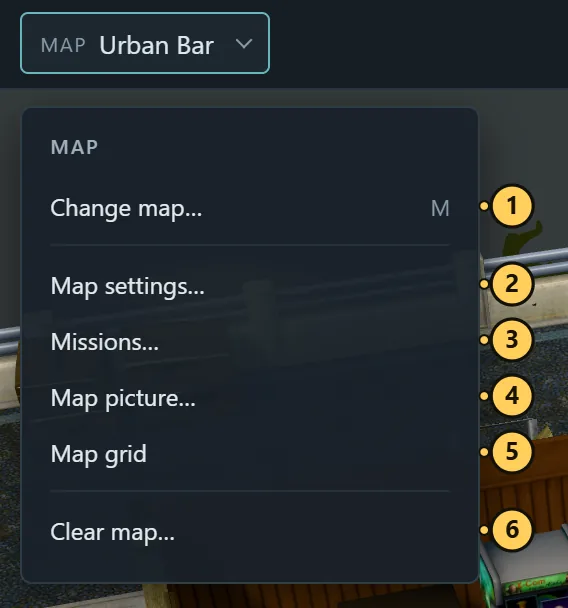 MAP Urban Bar
MAP
Change map... M 1
Map settings... 2
Missions... 3
Map picture... 4
Map grid 5
Clear map... 6